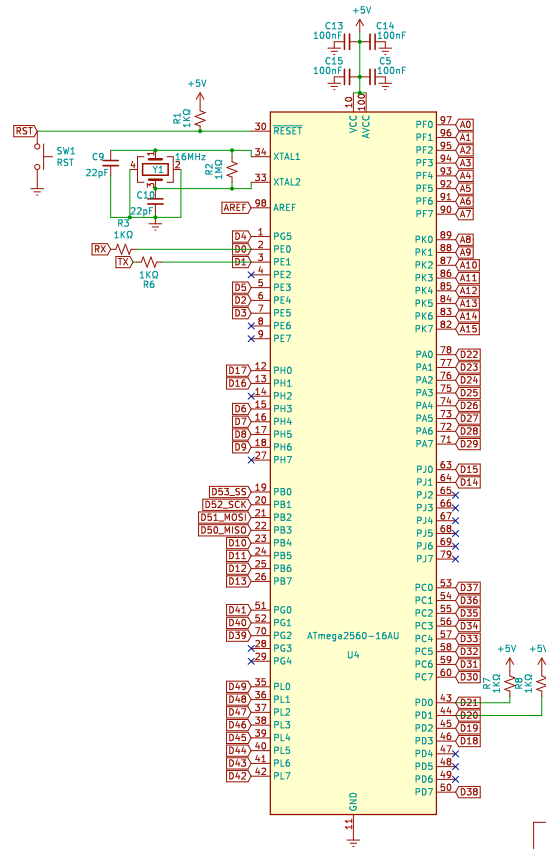 +5V
C13 C14
100nF 100nF
C15 C5
100nF 100nF
+5V
R1
1KΩ
10 VCC
100 AVCC
RST
SW1
RST
30 RESET
34 XTAL1
33 XTAL2
98 AREF
C9
22pF
1
4 Y1 2
3
16MHz
R2
1MΩ
C10
22pF
AREF
R3
1KΩ
RX
TX
1KΩ
R6
D4 1 PG5
D0 2 PE0
D1 3 PE1
4 PE2
D5 5 PE3
D2 6 PE4
D3 7 PE5
8 PE6
9 PE7
D17 12 PH0
D16 13 PH1
14 PH2
D6 15 PH3
D7 16 PH4
D8 17 PH5
D9 18 PH6
27 PH7
D53_SS 19 PB0
D52_SCK 20 PB1
D51_MOSI 21 PB2
D50_MISO 22 PB3
D10 23 PB4
D11 24 PB5
D12 25 PB6
D13 26 PB7
D41 51 PG0
D40 52 PG1
D39 70 PG2
28 PG3
29 PG4
D49 35 PL0
D48 36 PL1
D47 37 PL2
D46 38 PL3
D45 39 PL4
D44 40 PL5
D43 41 PL6
D42 42 PL7
PF0 97 A0
PF1 96 A1
PF2 95 A2
PF3 94 A3
PF4 93 A4
PF5 92 A5
PF6 91 A6
PF7 90 A7
PK0 89 A8
PK1 88 A9
PK2 87 A10
PK3 86 A11
PK4 85 A12
PK5 84 A13
PK6 83 A14
PK7 82 A15
PA0 78 D22
PA1 77 D23
PA2 76 D24
PA3 75 D25
PA4 74 D26
PA5 73 D27
PA6 72 D28
PA7 71 D29
PJ0 63 D15
PJ1 64 D14
PJ2 65
PJ3 66
PJ4 67
PJ5 68
PJ6 69
PJ7 79
PC0 53 D37
PC1 54 D36
PC2 55 D35
PC3 56 D34
PC4 57 D33
PC5 58 D32
PC6 59 D31
PC7 60 D30
ATmega2560-16AU
U4
+5V +5V
R7
1KΩ
R8
1KΩ
PD0 43 D21
PD1 44 D20
PD2 45 D19
PD3 46 D18
PD4 47
PD5 48
PD6 49
PD7 50 D38
GND
11